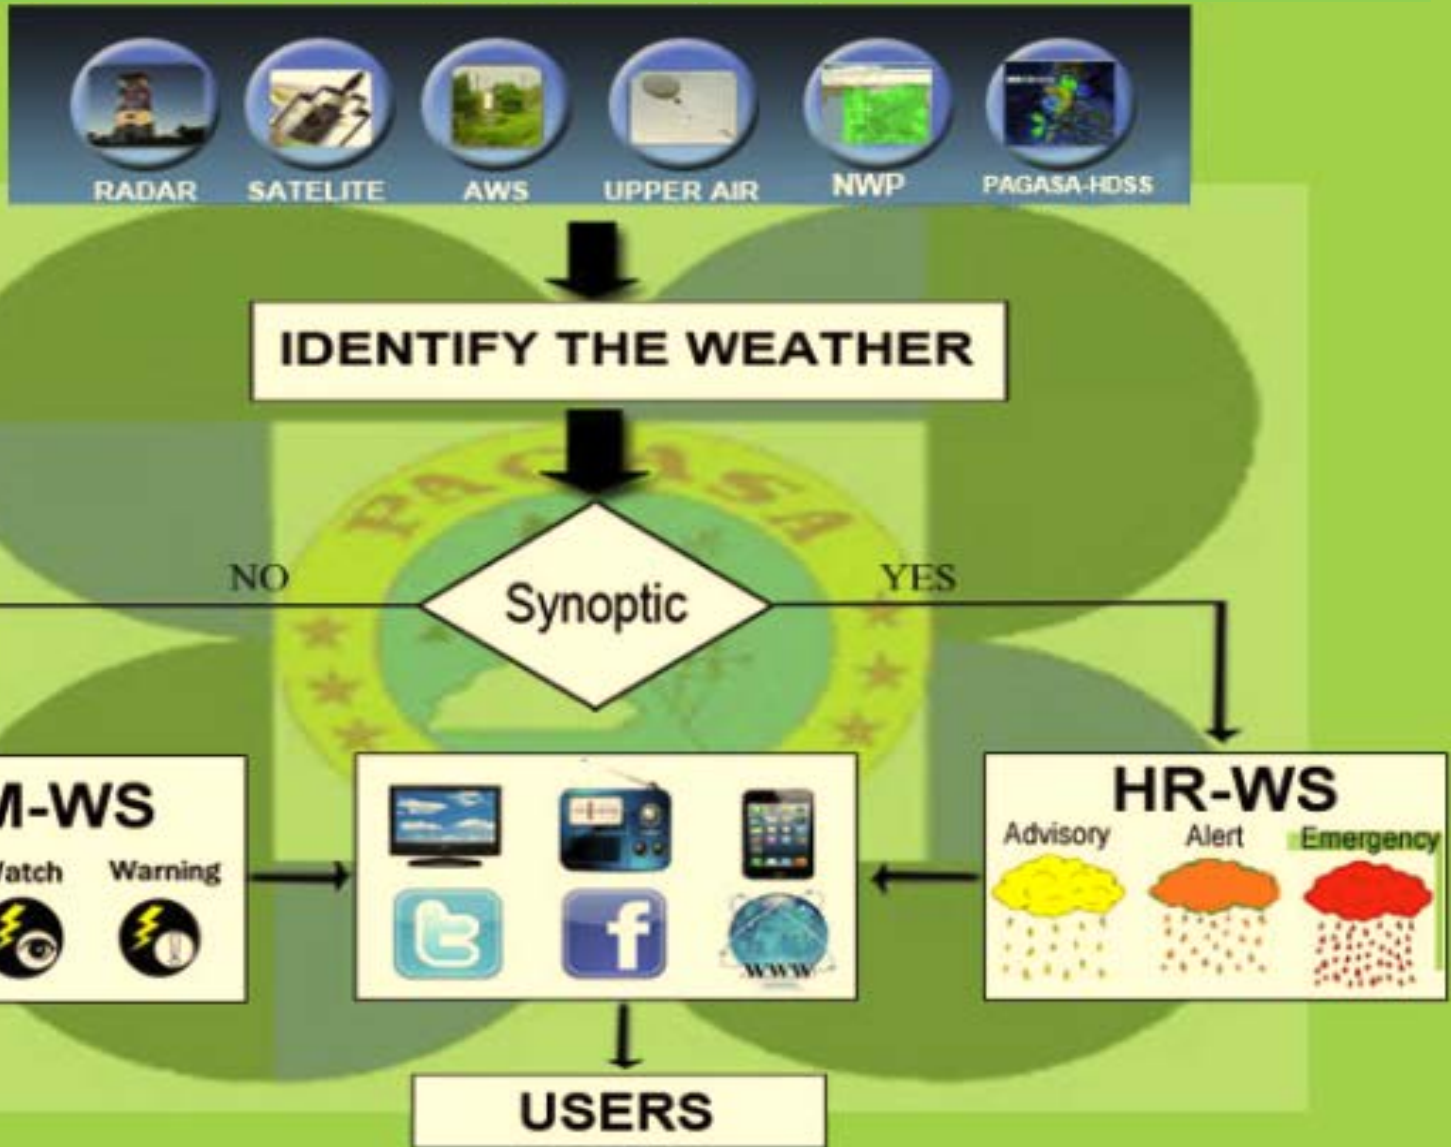 RADAR
SATELITE
AWS
UPPER AIR
NWP
PAGASA-HDSS
IDENTIFY THE WEATHER
PAGASA
NO
Synoptic
YES
M-WS
Watch
Warning
HR-WS
Advisory
Alert
Emergency
www
USERS